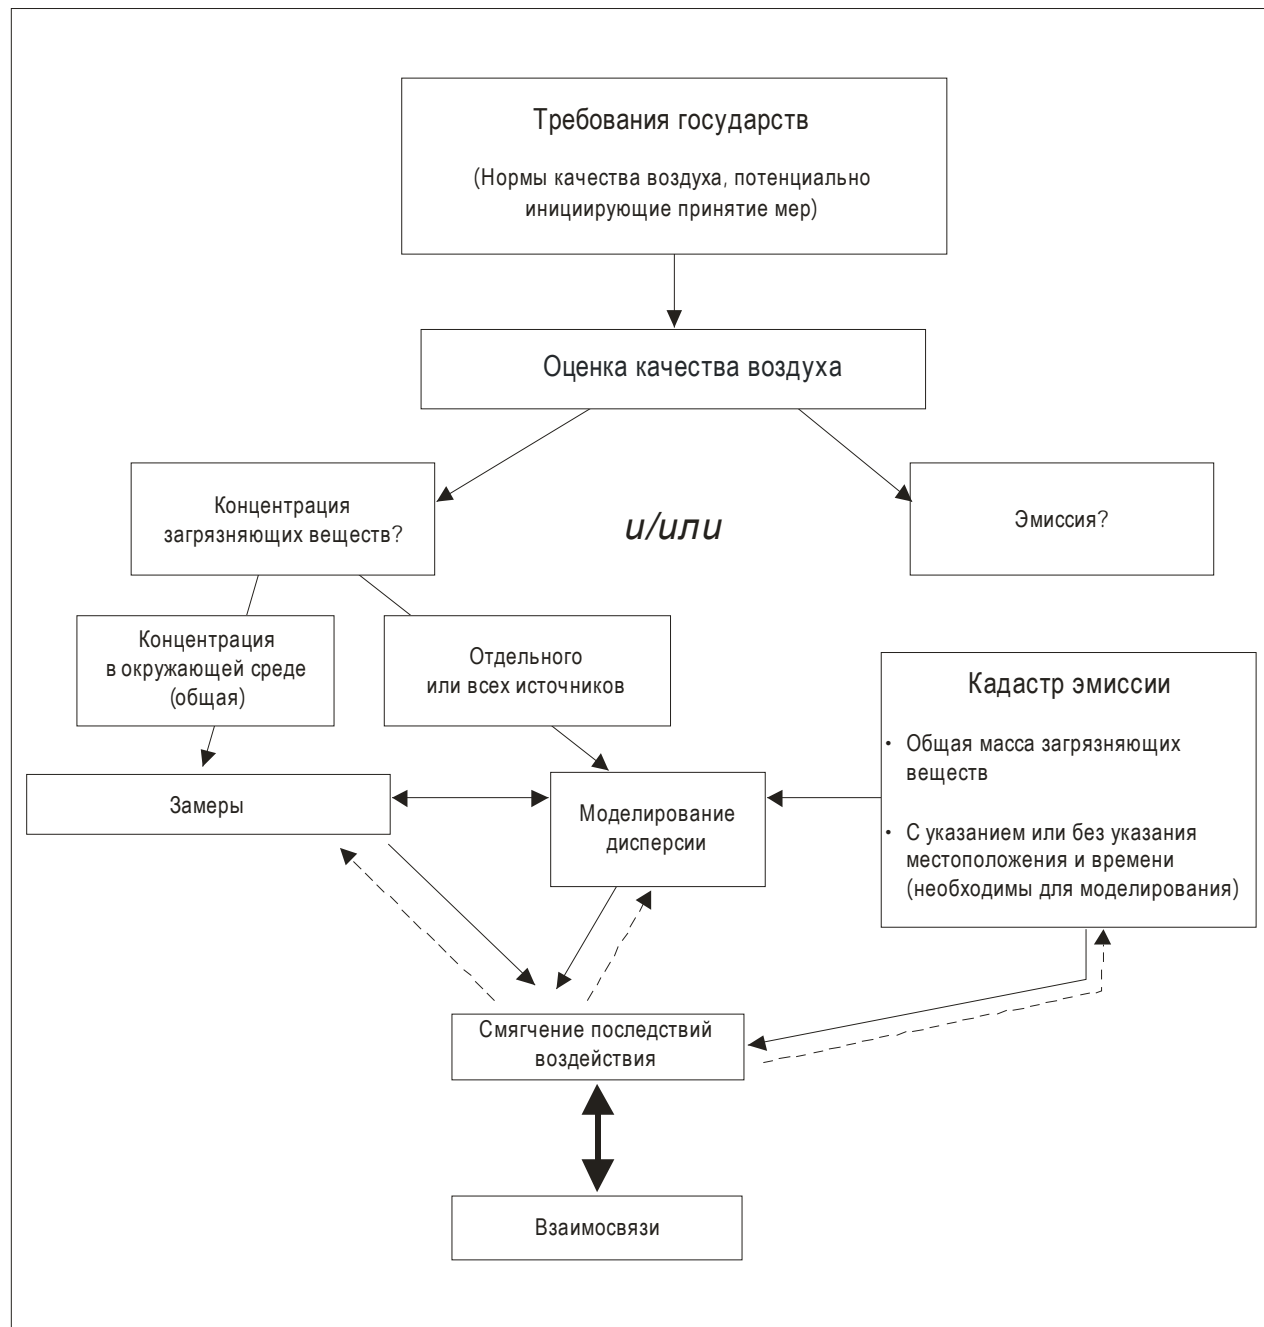 Требования государств
(Нормы качества воздуха, потенциально
инициирующие принятие мер)
Оценка качества воздуха
Концентрация
загрязняющих веществ?
и/или
Эмиссия?
Концентрация
в окружающей среде
(общая)
Отдельного
или всех источников
Кадастр эмиссии
• Общая масса загрязняющих
веществ
• С указанием или без указания
местоположения и времени
(необходимы для моделирования)
Замеры
Моделирование
дисперсии
Смягчение последствий
воздействия
Взаимосвязи